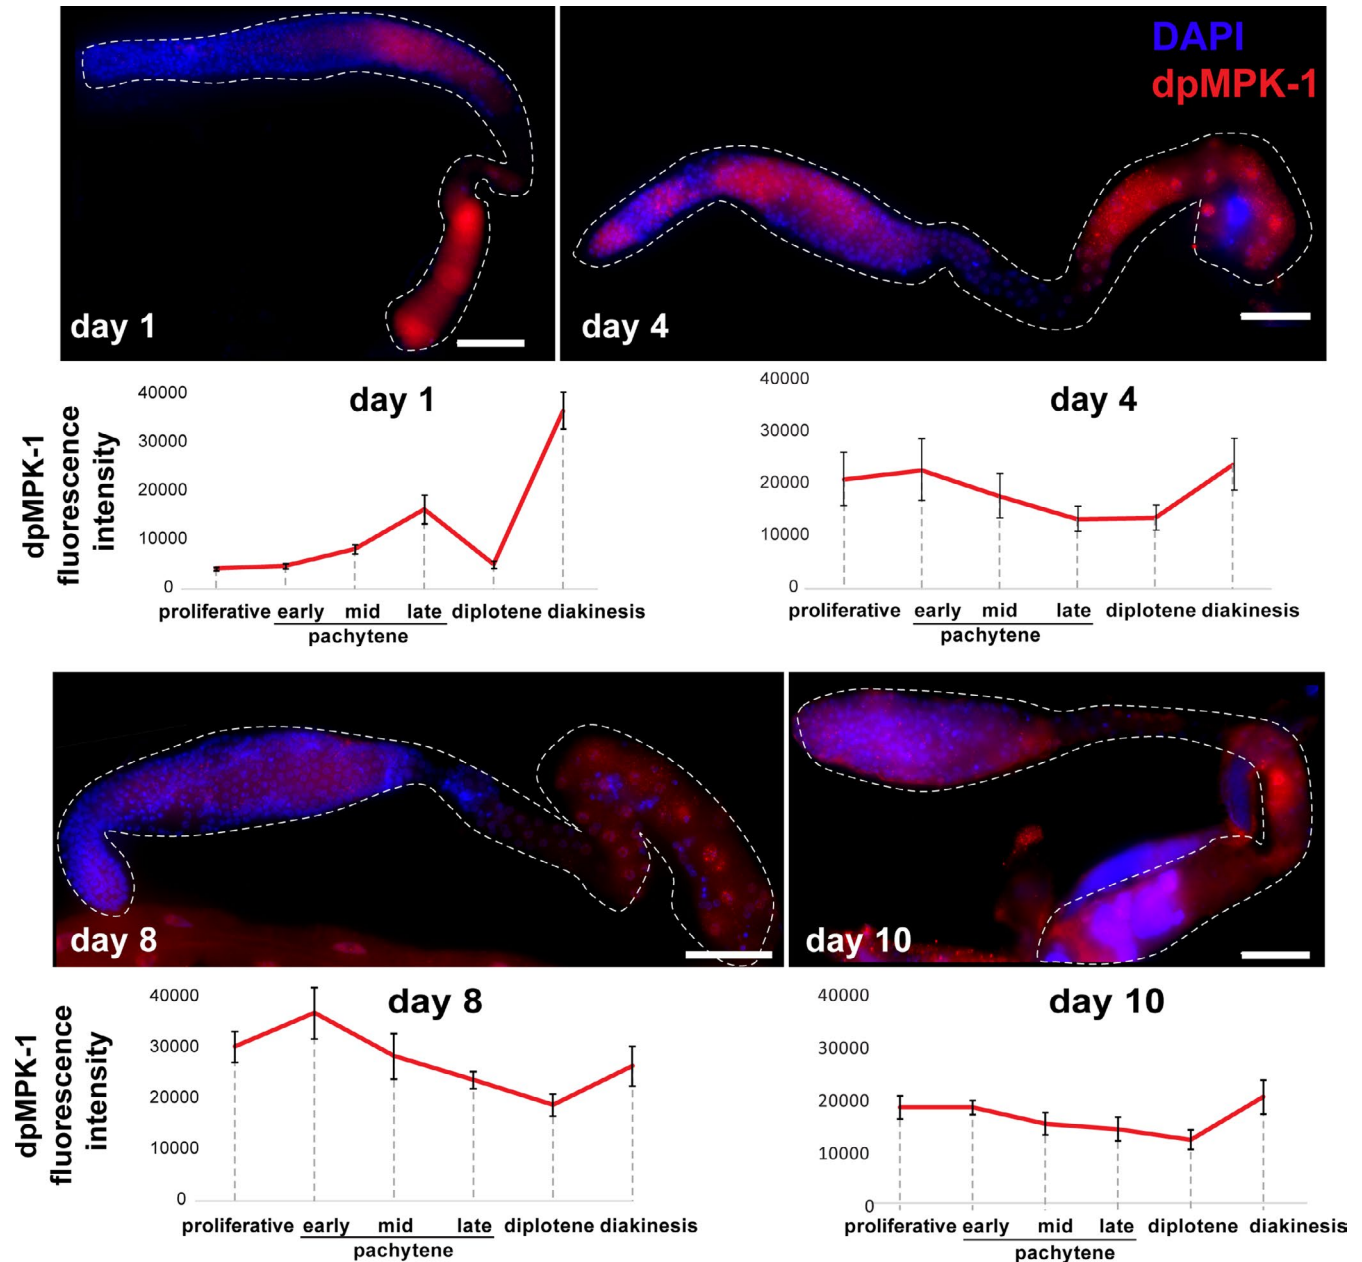 DAPI
dpMPK-1
day 1
day 4
dpMPK-1
fluorescence
intensity
day 1
40000
30000
20000
10000
0
proliferative early mid late diplotene diakinesis
pachytene
day 4
40000
30000
20000
10000
0
proliferative early mid late diplotene diakinesis
pachytene
day 8
day 10
dpMPK-1
fluorescence
intensity
day 8
40000
30000
20000
10000
0
proliferative early mid late diplotene diakinesis
pachytene
day 10
40000
30000
20000
10000
0
proliferative early mid late diplotene diakinesis
pachytene